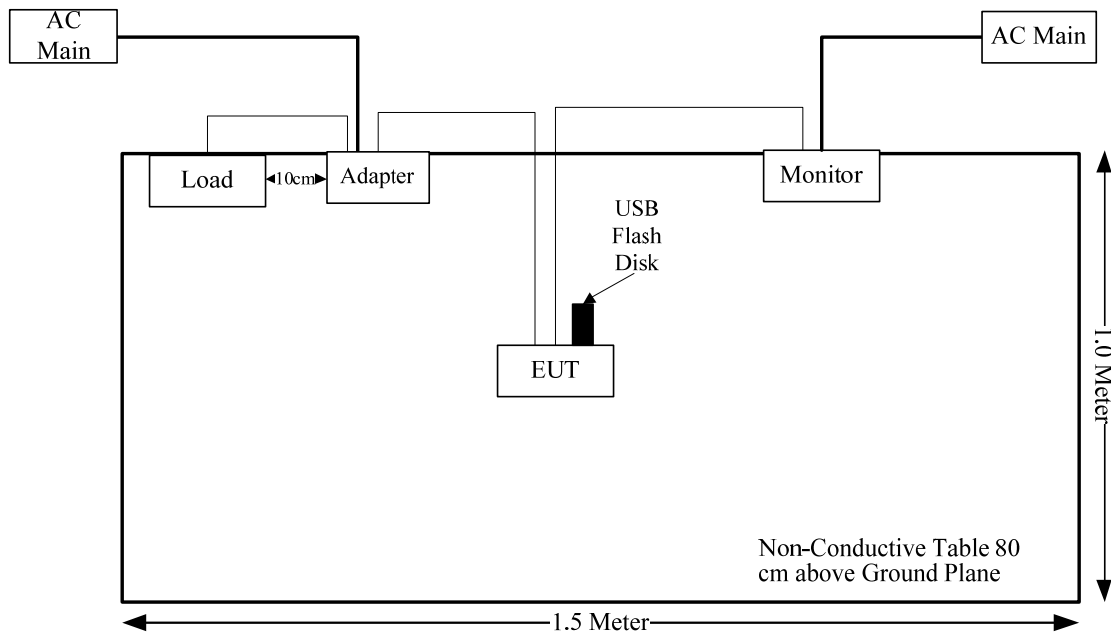 AC
Main
AC Main
Load
10cm
Adapter
Monitor
USB
Flash
Disk
EUT
1.0 Meter
Non-Conductive Table 80
cm above Ground Plane
1.5 Meter